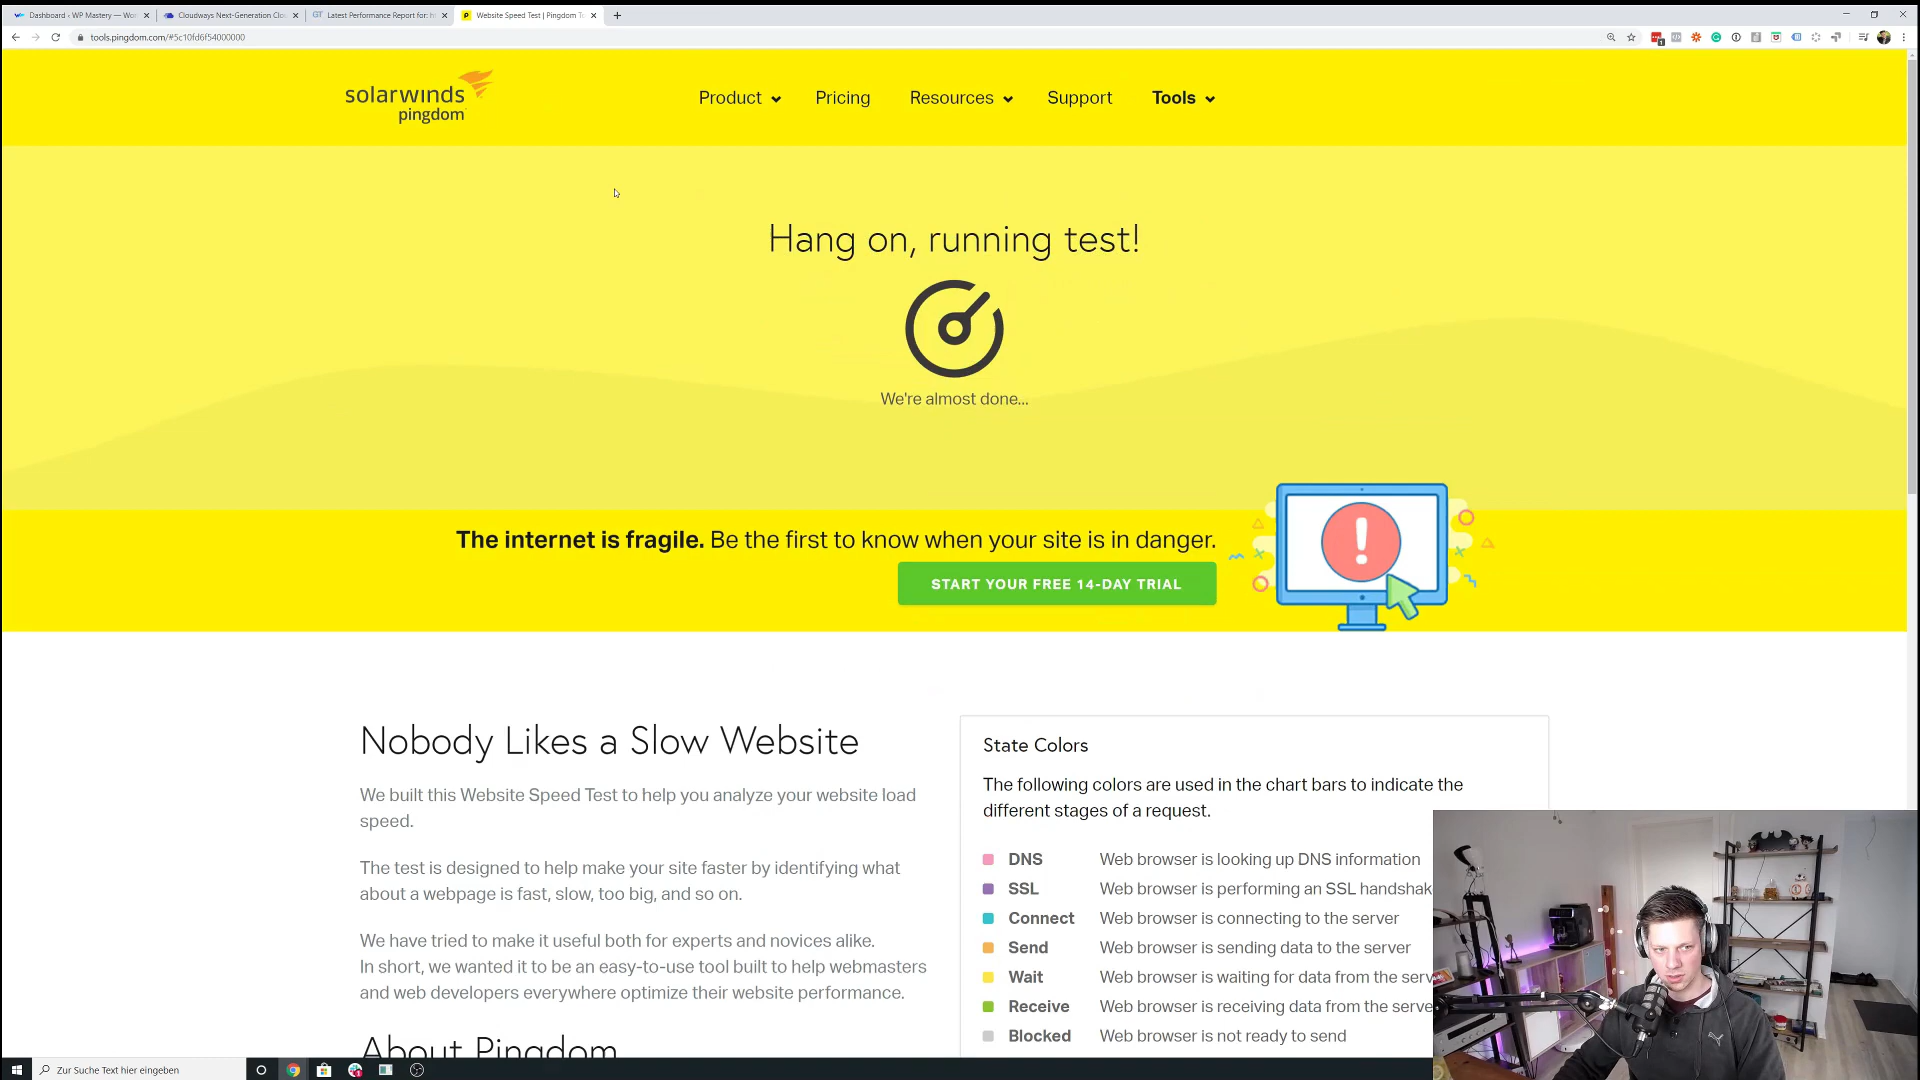 Dashboard ‹ WP Mastery — Wor
Cloudways Next-Generation Clo
Latest Performance Report for: h
Website Speed Test | Pingdom T
tools.pingdom.com/#5c10fd6f54000000
solarwinds
pingdom
Product
Pricing
Resources
Support
Tools
Hang on, running test!
We're almost done...
The internet is fragile. Be the first to know when your site is in danger.
START YOUR FREE 14-DAY TRIAL
Nobody Likes a Slow Website
We built this Website Speed Test to help you analyze your website load
speed.
The test is designed to help make your site faster by identifying what
about a webpage is fast, slow, too big, and so on.
We have tried to make it useful both for experts and novices alike.
In short, we wanted it to be an easy-to-use tool built to help webmasters
and web developers everywhere optimize their website performance.
About Pingdom
State Colors
The following colors are used in the chart bars to indicate the
different stages of a request.
DNS Web browser is looking up DNS information
SSL Web browser is performing an SSL handshak
Connect Web browser is connecting to the server
Send Web browser is sending data to the server
Wait Web browser is waiting for data from the serv
Receive Web browser is receiving data from the serve
Blocked Web browser is not ready to send
Zur Suche Text hier eingeben